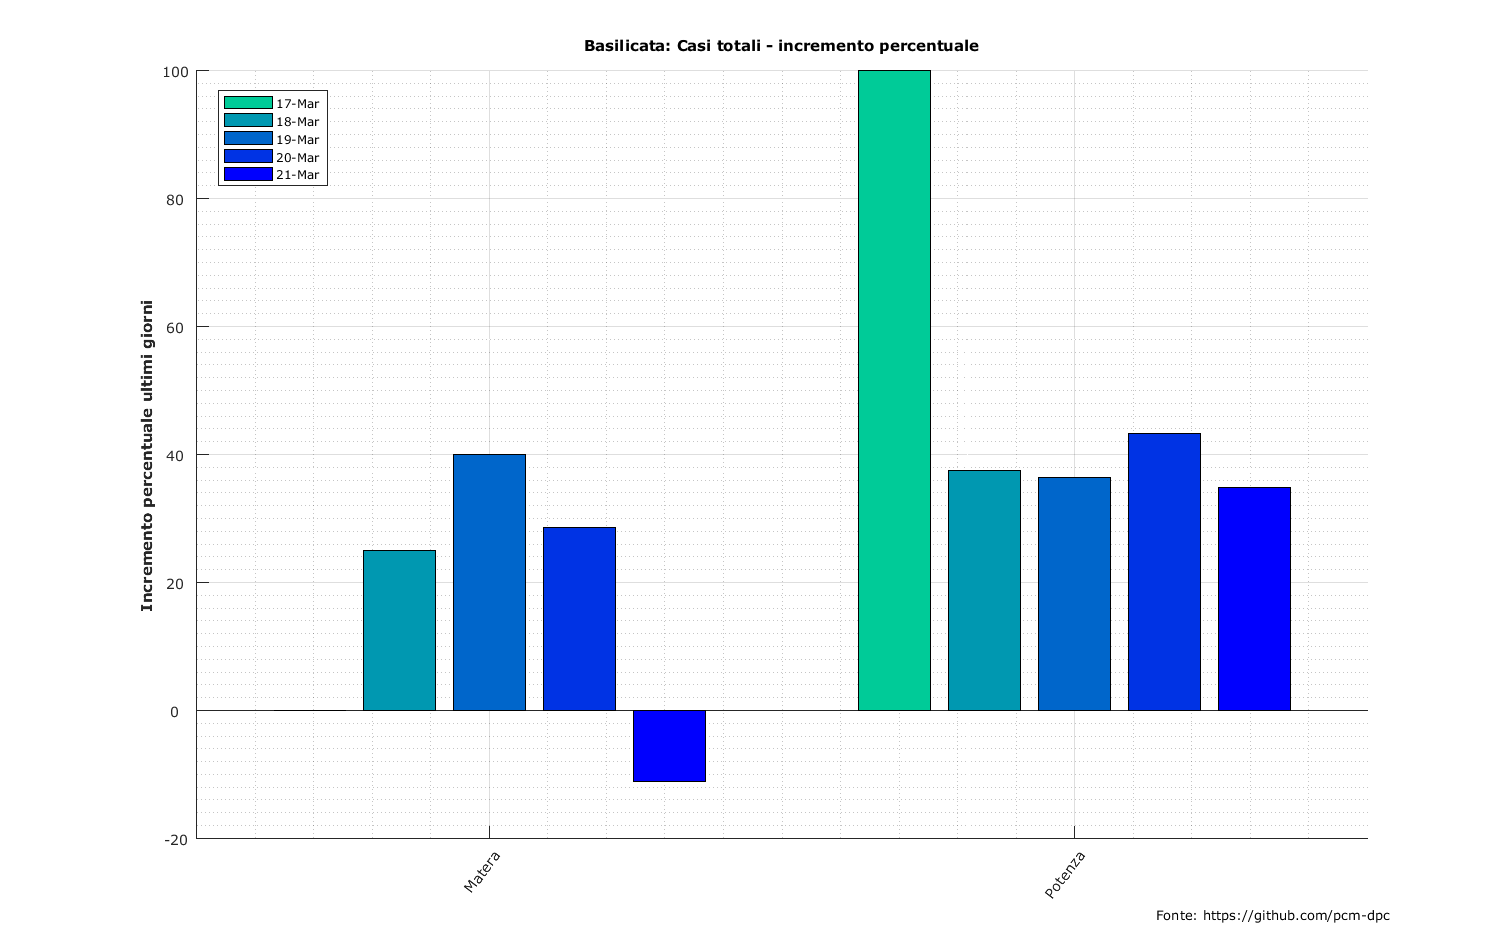 Basilicata: Casi totali - incremento percentuale
100
80
60
40
20
0
-20
Incremento percentuale ultimi giorni
17-Mar
18-Mar
19-Mar
20-Mar
21-Mar
Matera
Potenza
Fonte: https://github.com/pcm-dpc